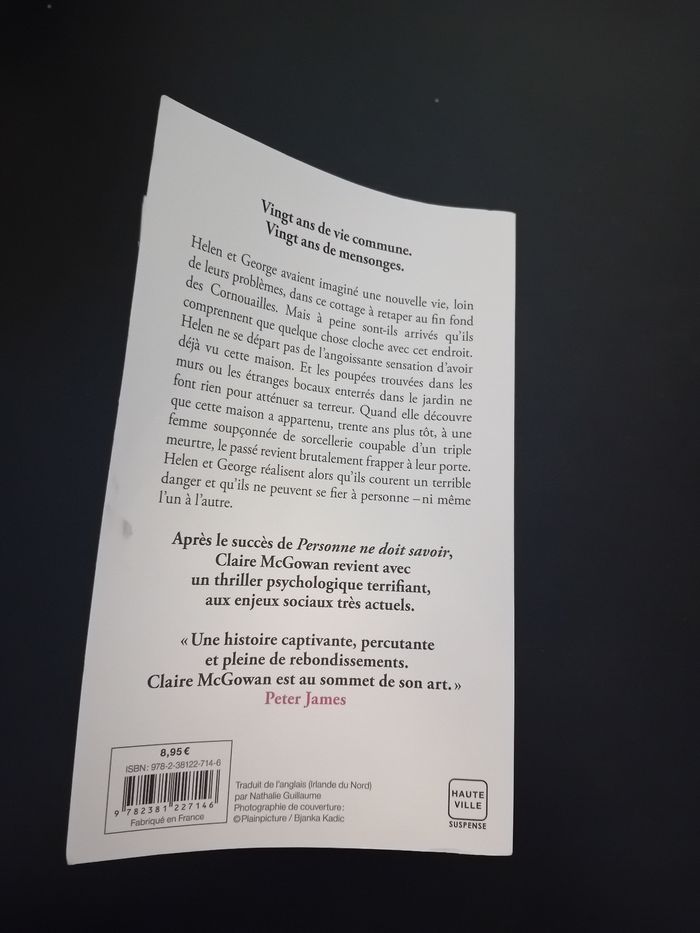 Vingt ans de vie commune.
Vingt ans de mensonges.
Helen et George avaient imaginé une nouvelle vie, loin
de leurs problèmes, dans ce cottage à retaper au fin fond
des Cornouailles. Mais à peine sont-ils arrivés qu'ils
comprennent que quelque chose cloche avec cet endroit.
Helen ne se départ pas de l'angoissante sensation d'avoir
déjà vu cette maison. Et les poupées trouvées dans les
murs ou les étranges bocaux enterrés dans le jardin ne
font rien pour atténuer sa terreur. Quand elle découvre
que cette maison a appartenu, trente ans plus tôt, à une
femme soupçonnée de sorcellerie coupable d'un triple
meurtre, le passé revient brutalement frapper à leur porte.
Helen et George réalisent alors qu'ils courent un terrible
danger et qu'ils ne peuvent se fier à personne – ni même
l'un à l'autre.
Après le succès de Personne ne doit savoir,
Claire McGowan revient avec
un thriller psychologique terrifiant,
aux enjeux sociaux très actuels.
« Une histoire captivante, percutante
et pleine de rebondissements.
Claire McGowan est au sommet de son art. »
Peter James
8,95 €
ISBN : 978-2-38122-714-6
9 782381 227146
Fabriqué en France
Traduit de l'anglais (Irlande du Nord)
par Nathalie Guillaume
Photographie de couverture :
© Plainpicture / Bjanka Kadic
HAUTE
VILLE
SUSPENSE